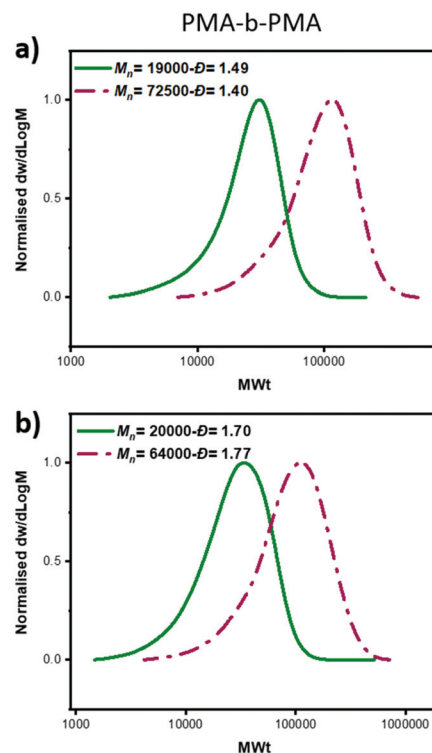 PMA-b-PMA
a)
Mn= 19000-Đ= 1.49
Mn= 72500-Đ= 1.40
Normalised dw/dLogM
1.0
0.5
0.0
1000
10000
100000
MWt
b)
Mn= 20000-Đ= 1.70
Mn= 64000-Đ= 1.77
Normalised dw/dLogM
1.0
0.5
0.0
1000
10000
100000
1000000
MWt